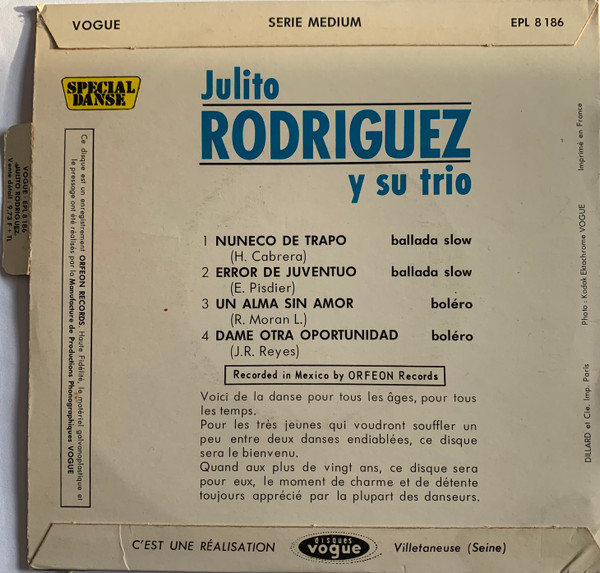 VOGUE SERIE MEDIUM EPL 8186
SPECIAL
DANSE
Julito
RODRIGUEZ
y su trio
1 NUNECO DE TRAPO ballada slow
(H. Cabrera)
2 ERROR DE JUVENTUO ballada slow
(E. Pisdier)
3 UN ALMA SIN AMOR boléro
(R. Moran L.)
4 DAME OTRA OPORTUNIDAD boléro
(J.R. Reyes)
Recorded in Mexico by ORFEON Records
Voici de la danse pour tous les âges, pour tous
les temps.
Pour les très jeunes qui voudront souffler un
peu entre deux danses endiablées, ce disque
sera le bienvenu.
Quand aux plus de vingt ans, ce disque sera
pour eux, le moment de charme et de détente
toujours apprécié par la plupart des danseurs.
Ce disque est un enregistrement ORFEON RECORDS. Haute Fidélité, le matériel galvanoplastique et
le pressage ont été réalisés par la Manufacture de Productions Phonographiques VOGUE
VOGUE EPL 8186
JULITO RODRIGUEZ
Vente détail : 9,73 F + TL
DILLARD et Cie. Imp. Paris Photo : Kodak Ektachrome VOGUE Imprimé en France
C'EST UNE RÉALISATION disques vogue Villetaneuse (Seine)